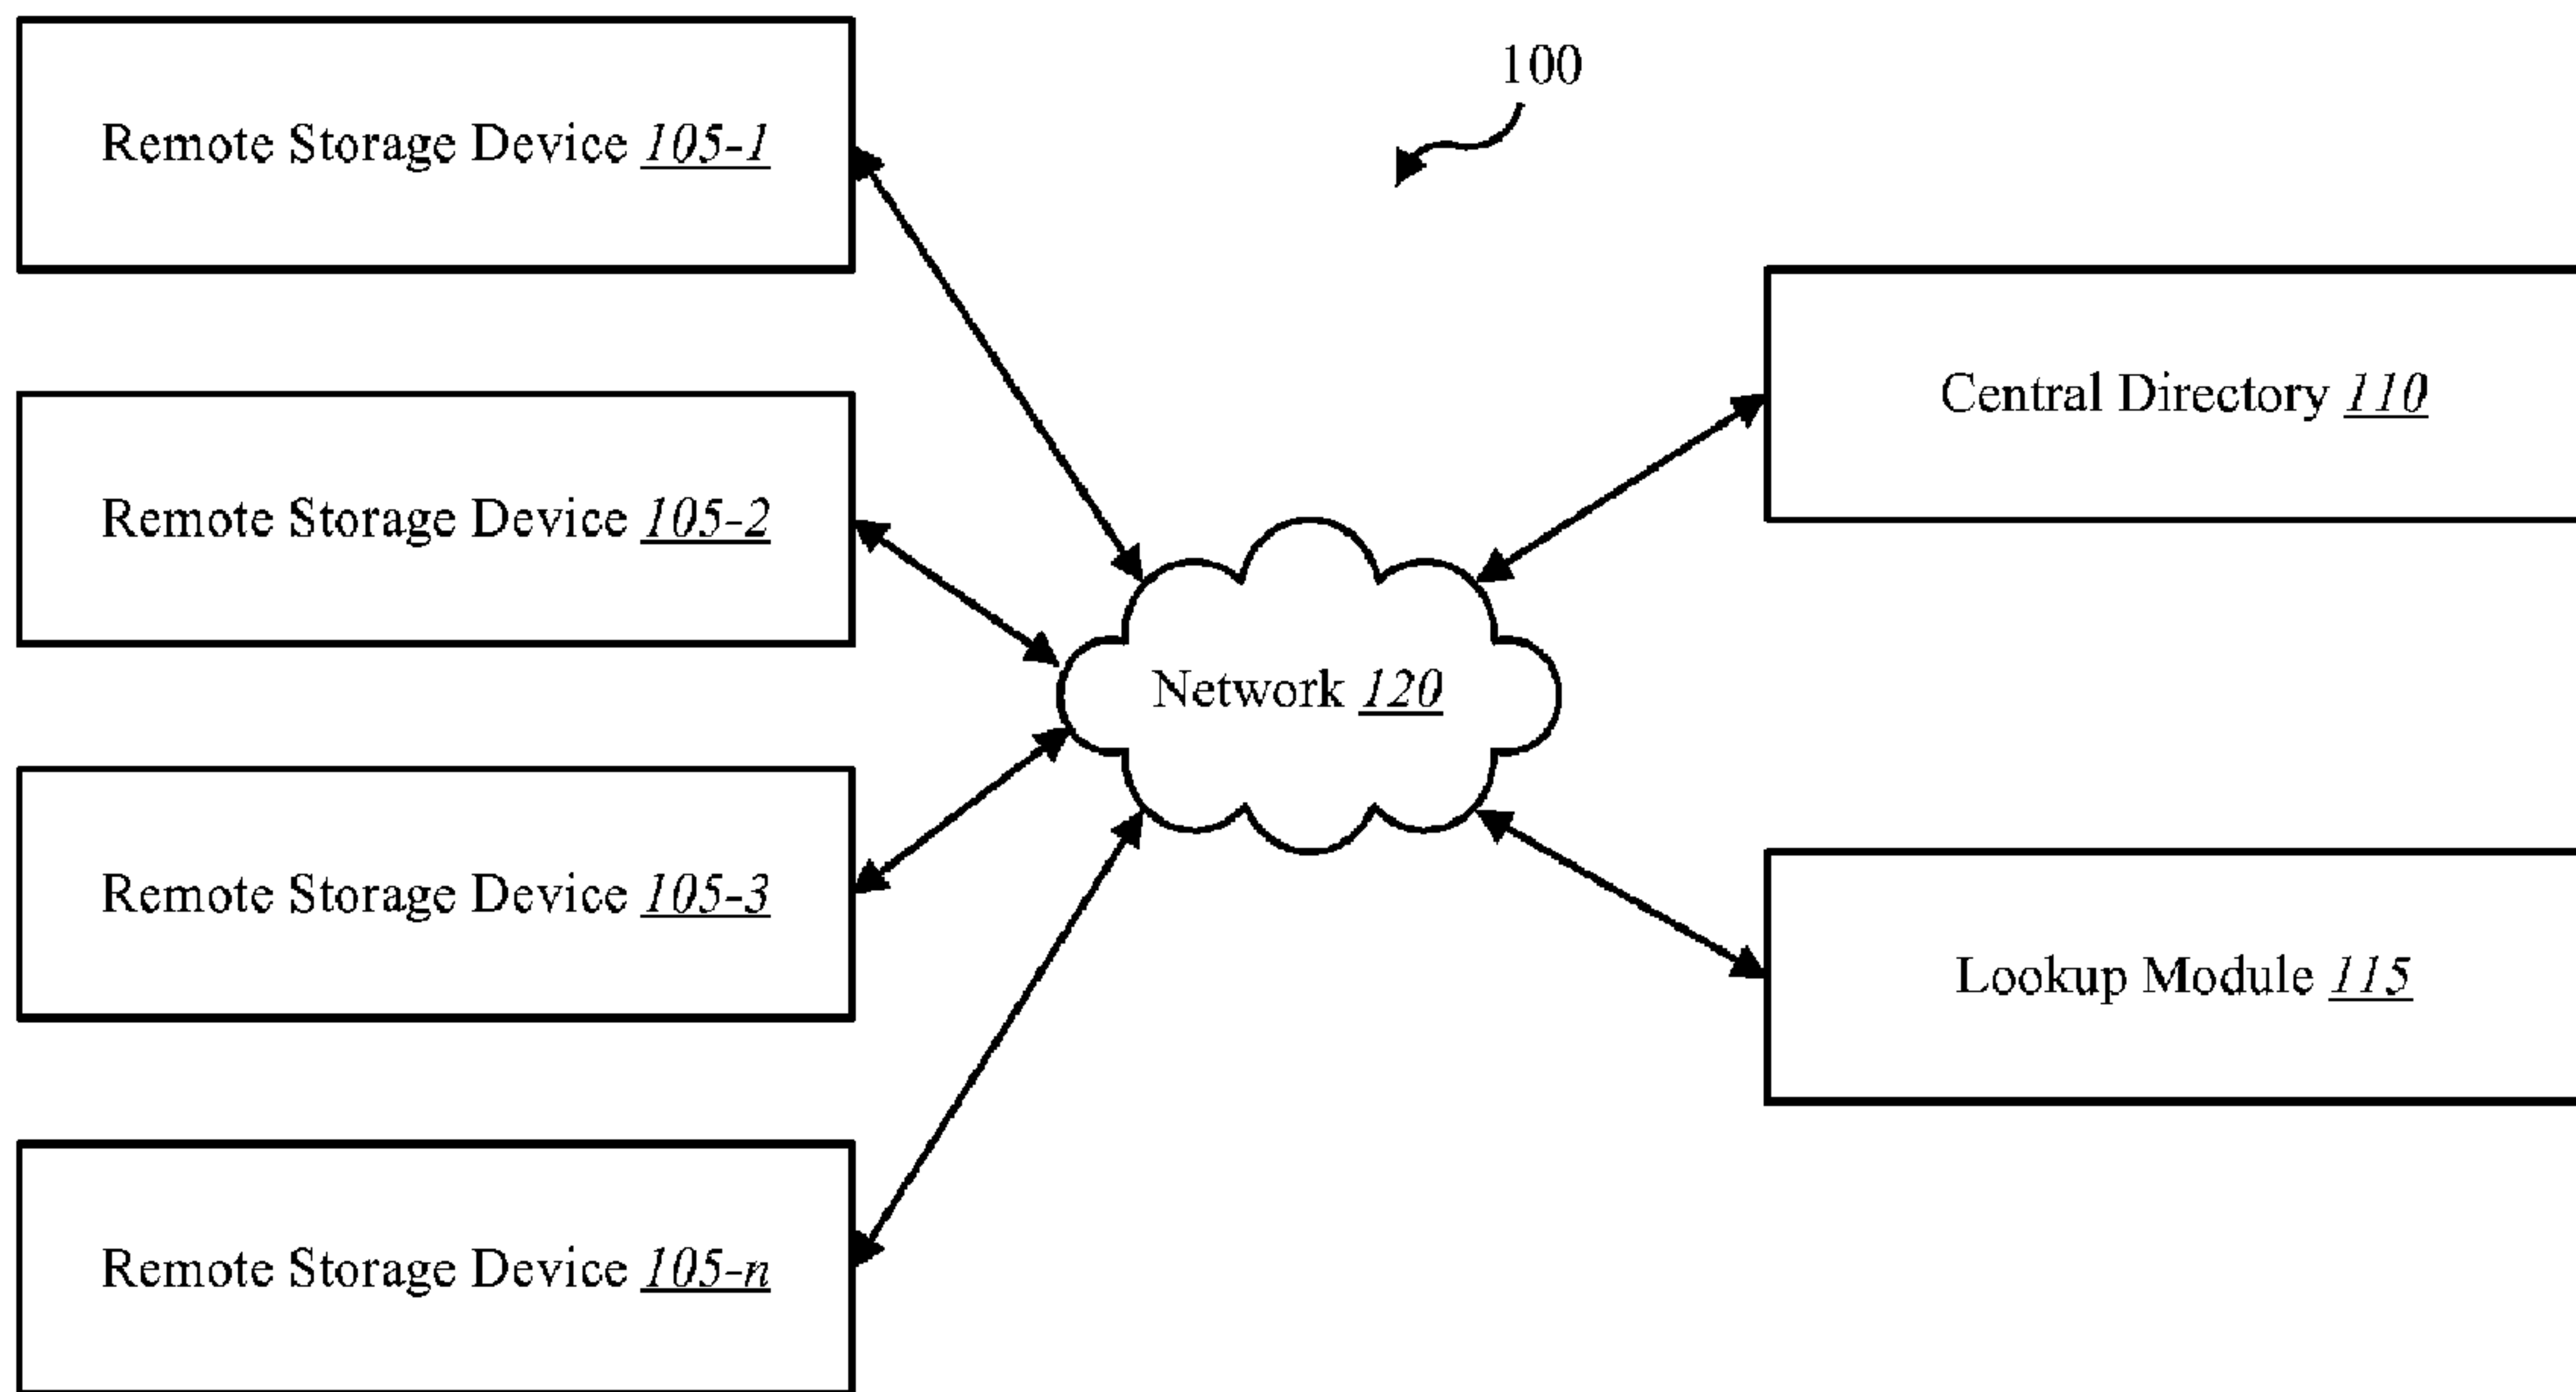 100
Remote Storage Device 105-1
Remote Storage Device 105-2
Remote Storage Device 105-3
Remote Storage Device 105-n
Network 120
Central Directory 110
Lookup Module 115